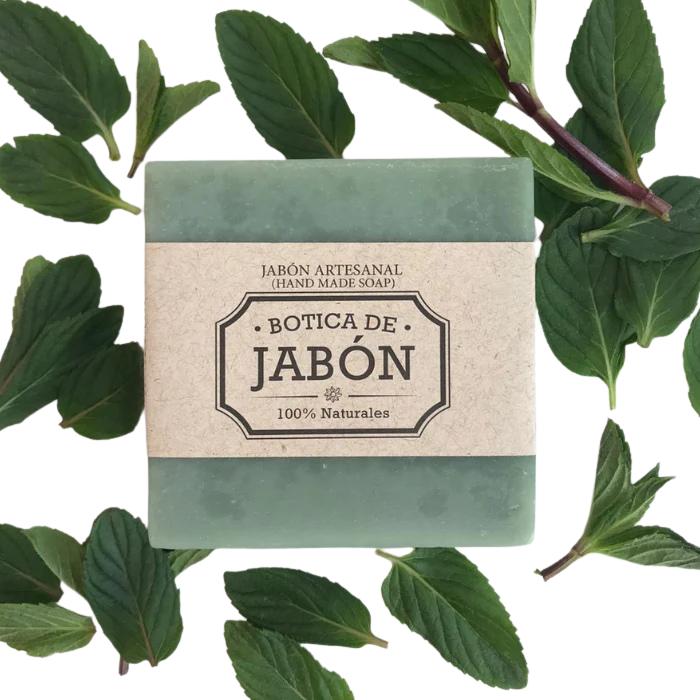 JABÓN ARTESANAL
(HAND MADE SOAP)
• BOTICA DE •
JABÓN
100% Naturales